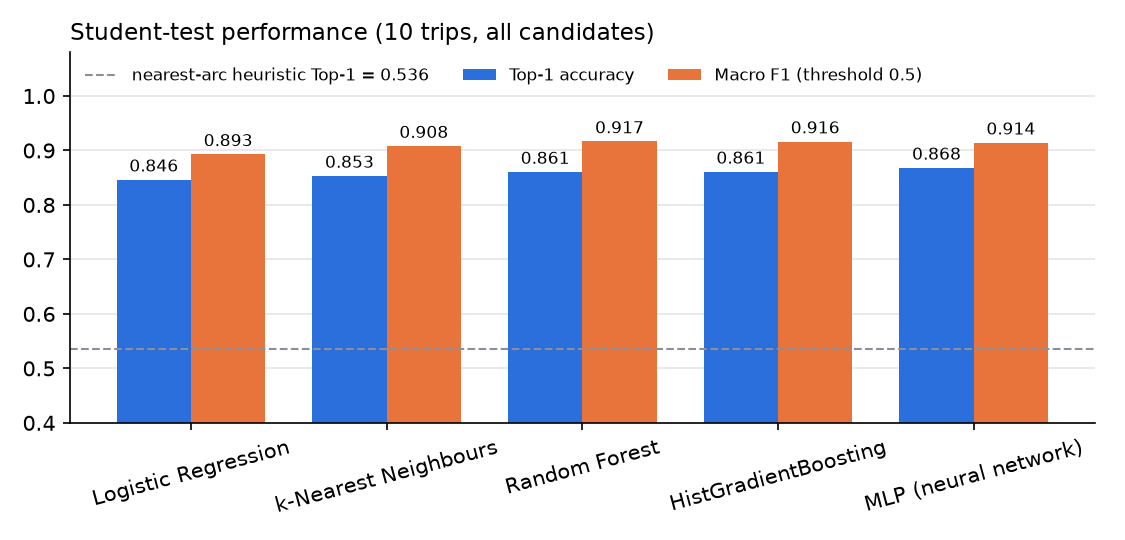 Student-test performance (10 trips, all candidates)
nearest-arc heuristic Top-1 = 0.536
Top-1 accuracy
Macro F1 (threshold 0.5)
1.0
0.9
0.8
0.7
0.6
0.5
0.4
0.846
0.893
0.853
0.908
0.861
0.917
0.861
0.916
0.868
0.914
Logistic Regression
k-Nearest Neighbours
Random Forest
HistGradientBoosting
MLP (neural network)